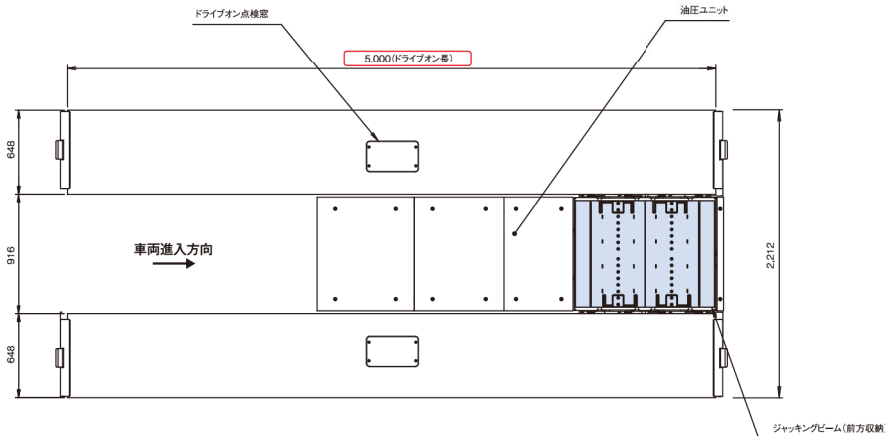 ドライブオン点検窓
油圧ユニット
5,000(ドライブオン長)
648
916
648
車両進入方向
2,212
ジャッキングビーム(前方収納)